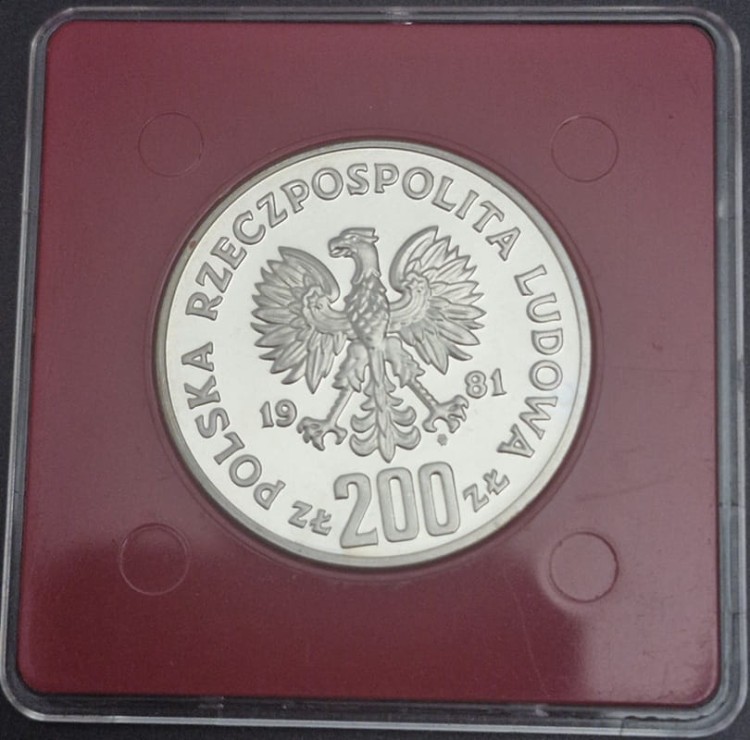 POLSKA RZECZPOSPOLITA LUDOWA
19 81
ZŁ 200 ZŁ